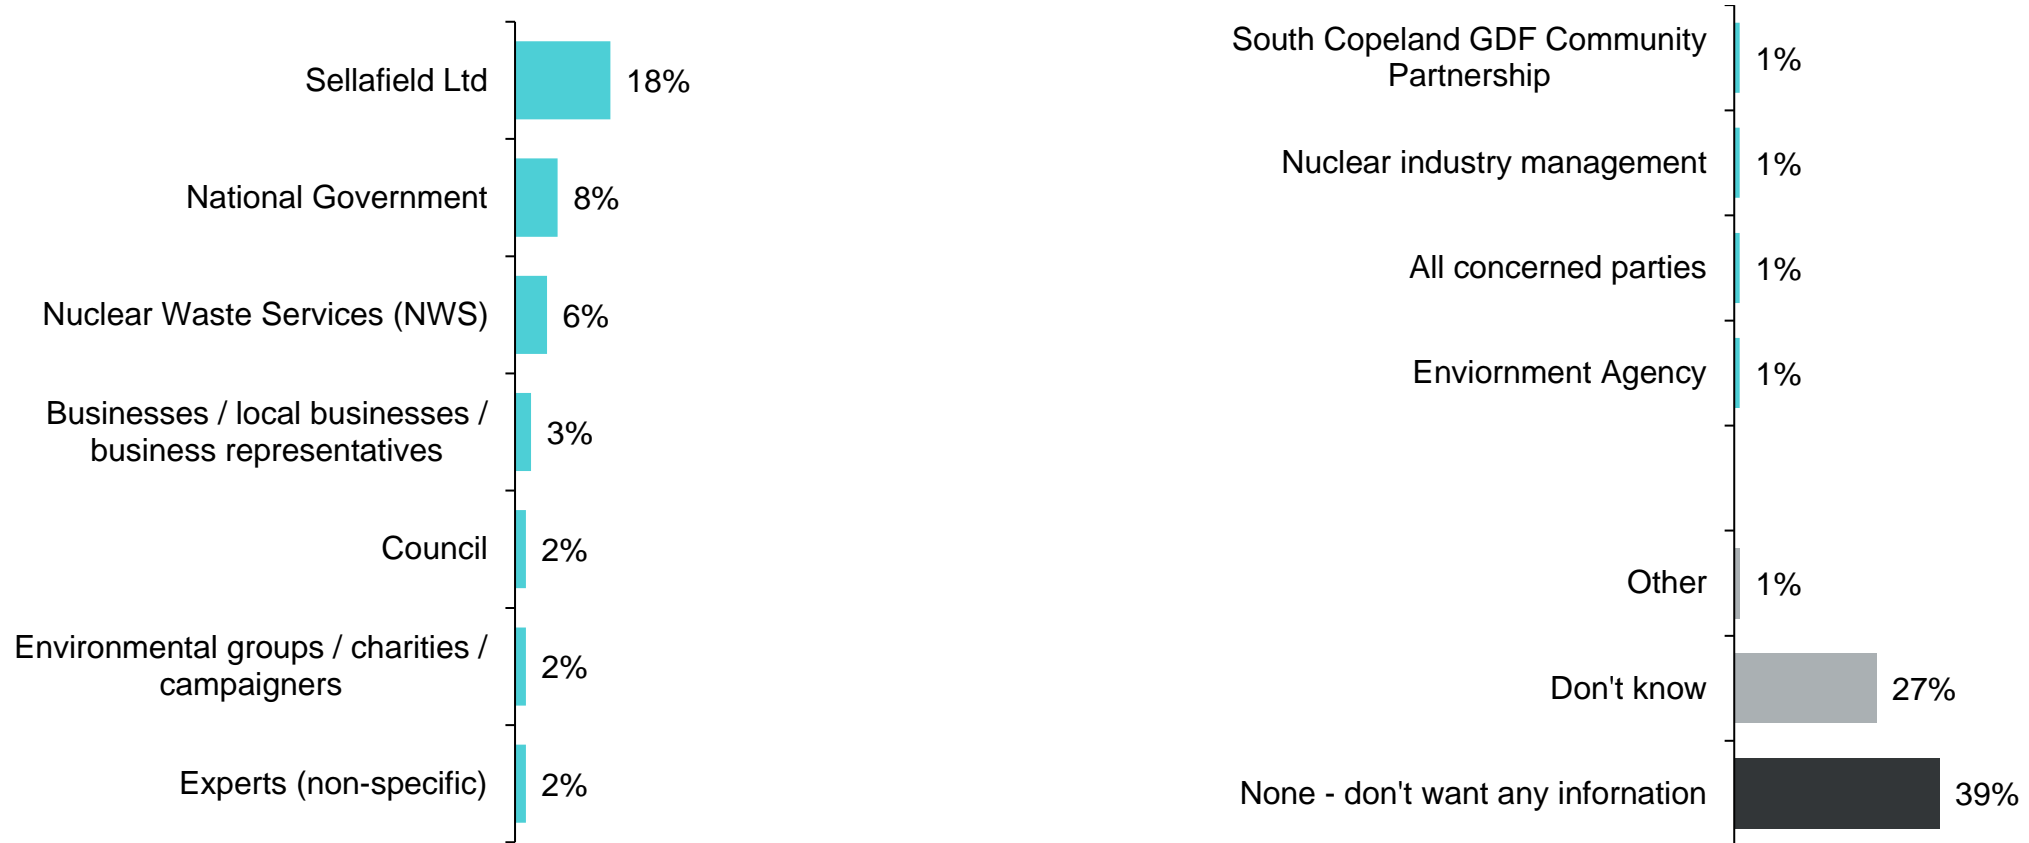 Sellafield Ltd
18%
National Government
8%
Nuclear Waste Services (NWS)
6%
Businesses / local businesses /
business representatives
3%
Council
2%
Environmental groups / charities /
campaigners
2%
Experts (non-specific)
2%
South Copeland GDF Community
Partnership
1%
Nuclear industry management
1%
All concerned parties
1%
Enviornment Agency
1%
Other
1%
Don't know
27%
None - don't want any infornation
39%